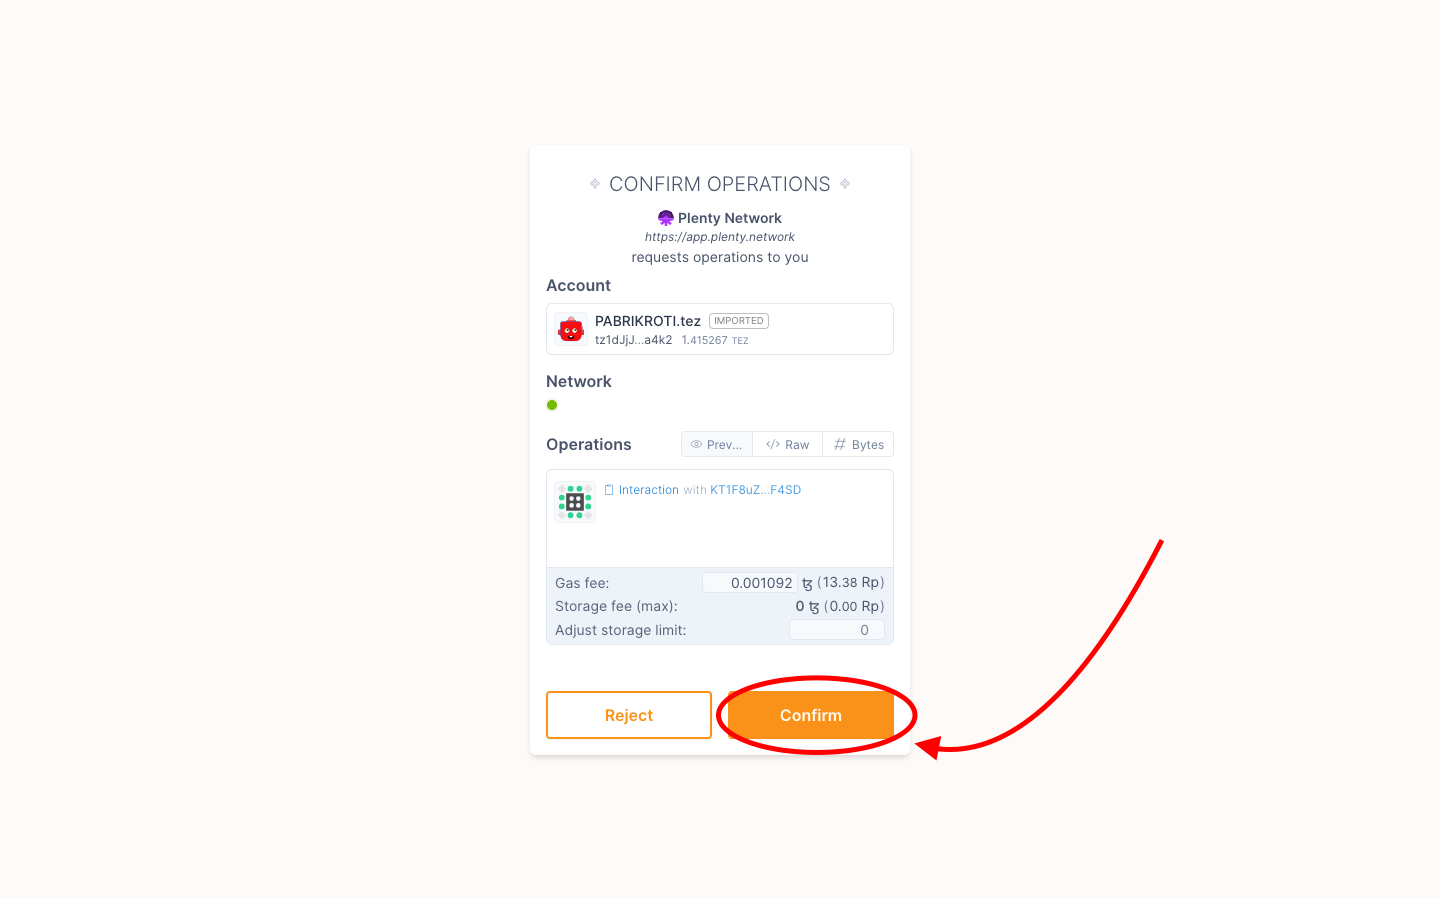 CONFIRM OPERATIONS
Plenty Network
https://app.plenty.network
requests operations to you
Account
PABRIKROTI.tez IMPORTED
tz1dJjJ...a4k2 1.415267 TEZ
Network
Operations Prev... Raw Bytes
Interaction with KT1F8uZ...F4SD
Gas fee: 0.001092 ꜩ (13.38 Rp)
Storage fee (max): 0 ꜩ (0.00 Rp)
Adjust storage limit: 0
Reject Confirm